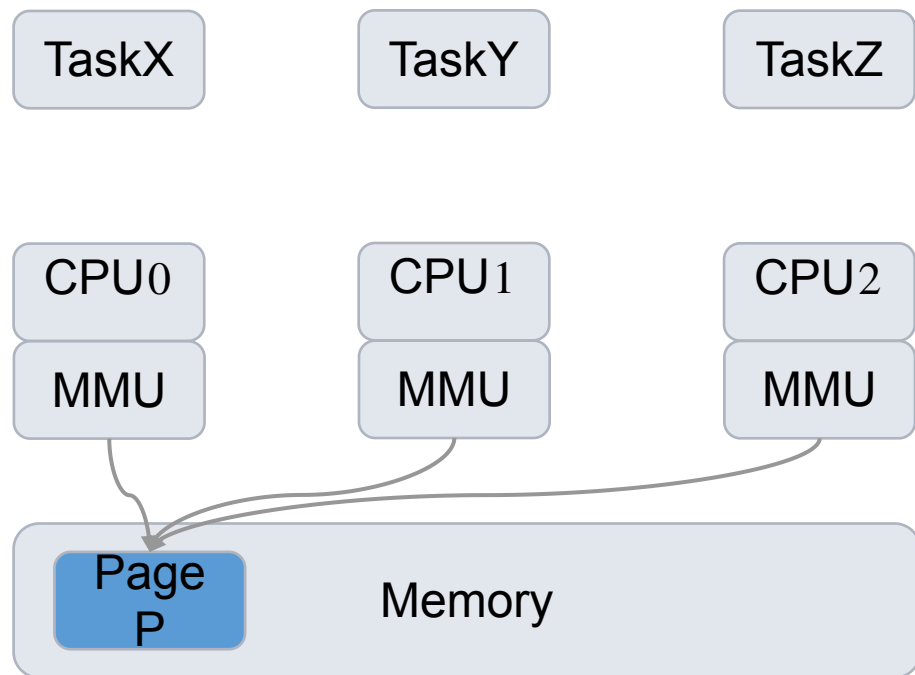 TaskX TaskY TaskZ
CPU0 CPU1 CPU2
MMU MMU MMU
Page
P
Memory